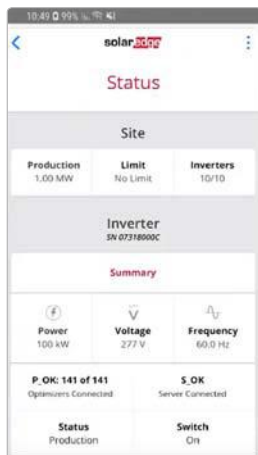 10:49 99%
solaredge
Status
Site
Production Limit Inverters
1.00 MW No Limit 10/10
Inverter
SN 07318000C
Summary
Power Voltage Frequency
100 kW 277 V 60.0 Hz
P_OK: 141 of 141 S_OK
Optimizers Connected Server Connected
Status Switch
Production On